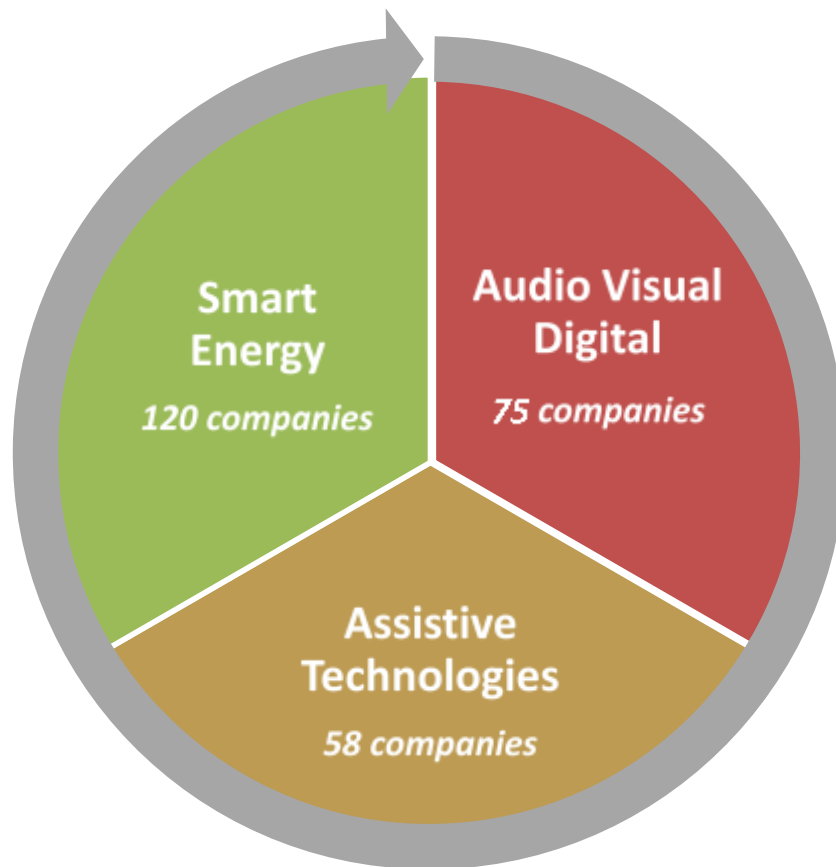 Smart
Energy
120 companies
Audio Visual
Digital
75 companies
Assistive
Technologies
58 companies